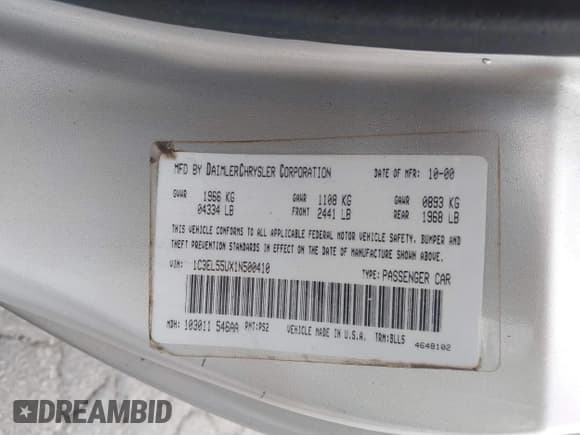 MFD BY DAIMLERCHRYSLER CORPORATION DATE OF MFR: 10-00
GVWR 1966 KG GAWR 1108 KG GAWR 0893 KG
04334 LB FRONT 2441 LB REAR 1968 LB
THIS VEHICLE CONFORMS TO ALL APPLICABLE FEDERAL MOTOR VEHICLE SAFETY, BUMPER AND
THEFT PREVENTION STANDARDS IN EFFECT ON THE DATE OF MANUFACTURE SHOWN ABOVE.
VIN: 1C3EL55UX1N500410 TYPE: PASSENGER CAR
MDH: 103011 546AA PNT: PS2 VEHICLE MADE IN U.S.A. TRM: BLL5
4648102
DREAMBID